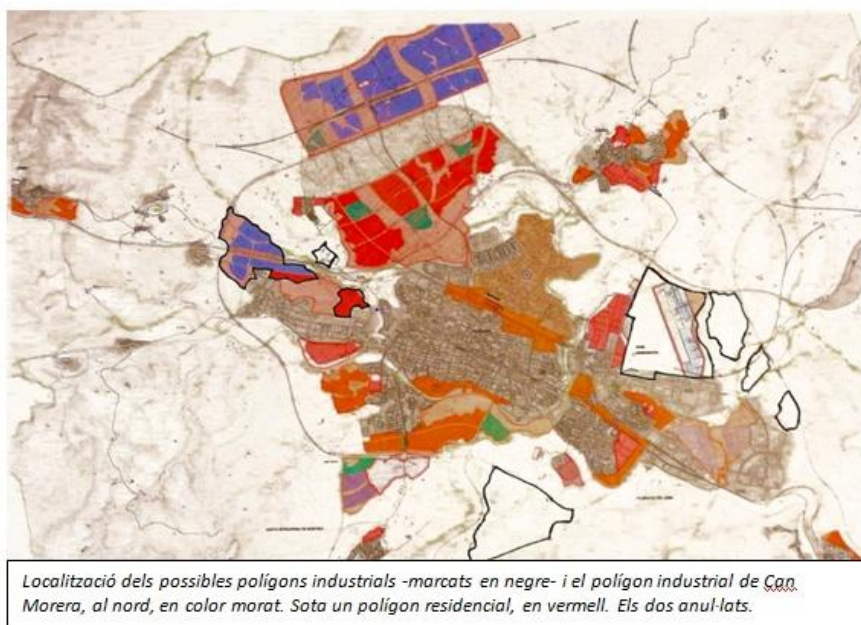 Localització dels possibles polígons industrials -marcats en negre- i el polígon industrial de Can
Morera, al nord, en color morat. Sota un polígon residencial, en vermell. Els dos anul·lats.